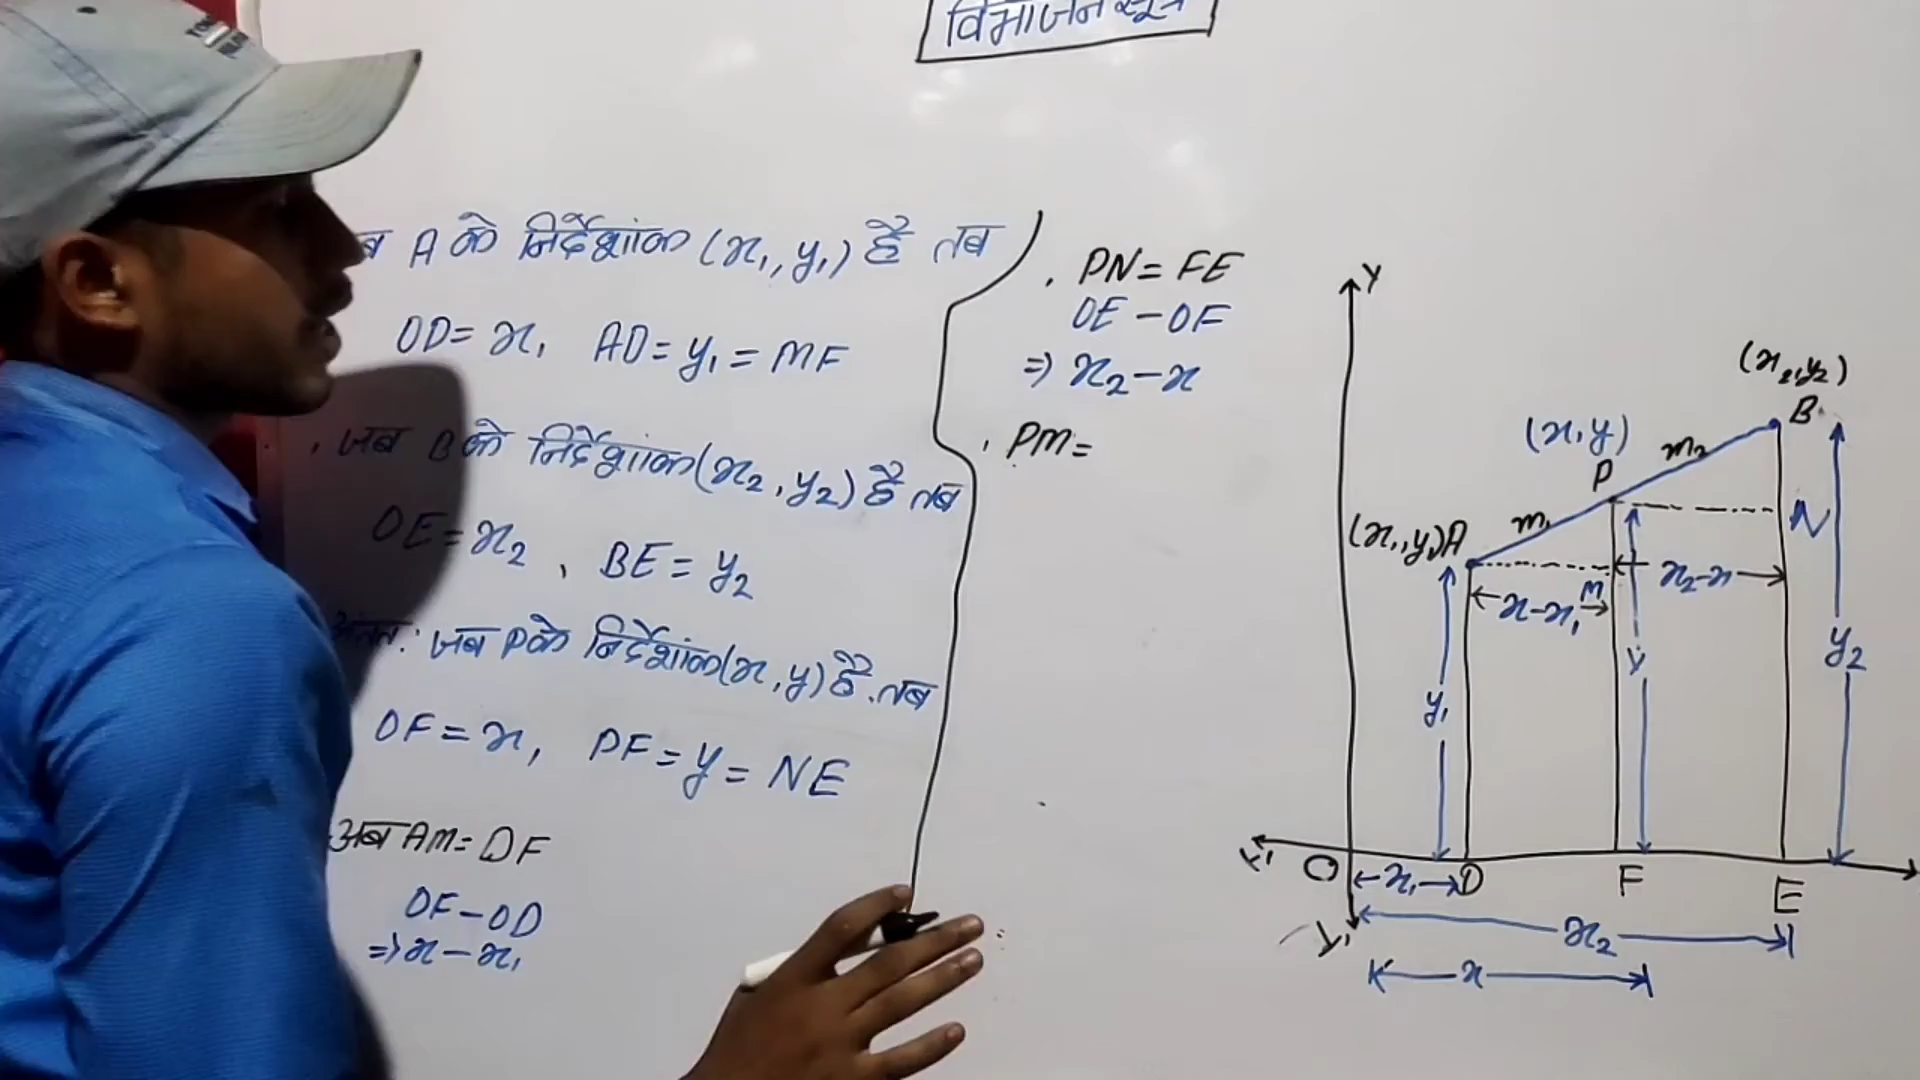 विभाजन सूत्र
A के निर्देशांक (x₁, y₁) है तब
OD = x₁ AD = y₁ = MF
. जब B के निर्देशांक (x₂, y₂) है तब
OE = x₂ , BE = y₂
अतत: जब P के निर्देशांक (x, y) है. तब
OF = x, PF = y = NE
अब AM = DF
OF - OD
=> x - x₁
. PN = FE
OE - OF
=> x₂ - x
. PM =
Y
(x₂, y₂)
B
(x, y)
m₂
P
N
(x₁, y₁) A
m₁
M
x₂-x
x-x₁
y
y₂
y₁
O
x₁
D
F
E
x₂
x